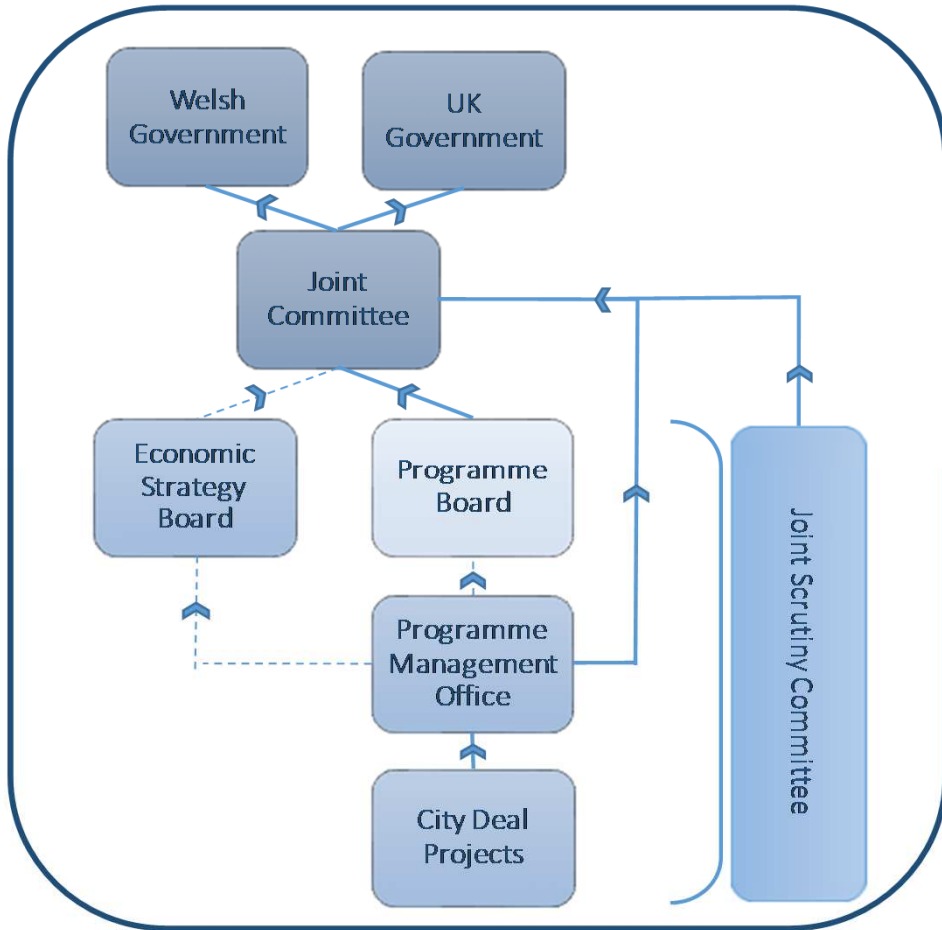 Welsh
Government
UK
Government
Joint
Committee
Economic
Strategy
Board
Programme
Board
Programme
Management
Office
City Deal
Projects
Joint Scrutiny Committee